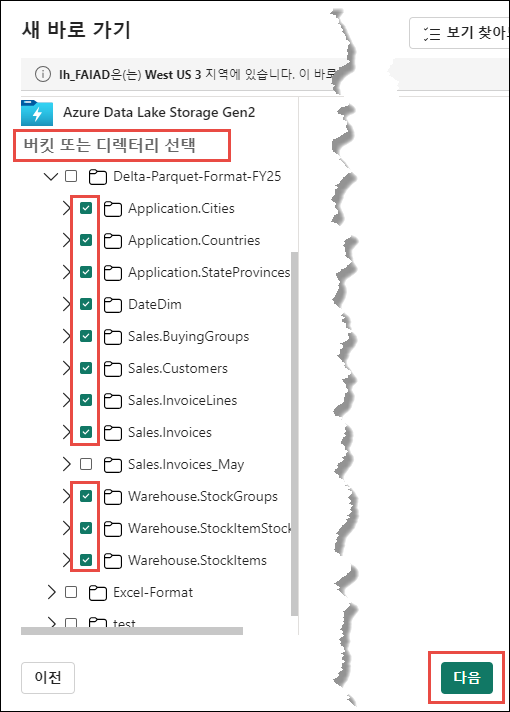 새 바로 가기
보기 찾아
lh_FAIAD은(는) West US 3 지역에 있습니다. 이 바로
Azure Data Lake Storage Gen2
버킷 또는 디렉터리 선택
Delta-Parquet-Format-FY25
Application.Cities
Application.Countries
Application.StateProvinces
DateDim
Sales.BuyingGroups
Sales.Customers
Sales.InvoiceLines
Sales.Invoices
Sales.Invoices_May
Warehouse.StockGroups
Warehouse.StockItemStock
Warehouse.StockItems
Excel-Format
test
이전
다음